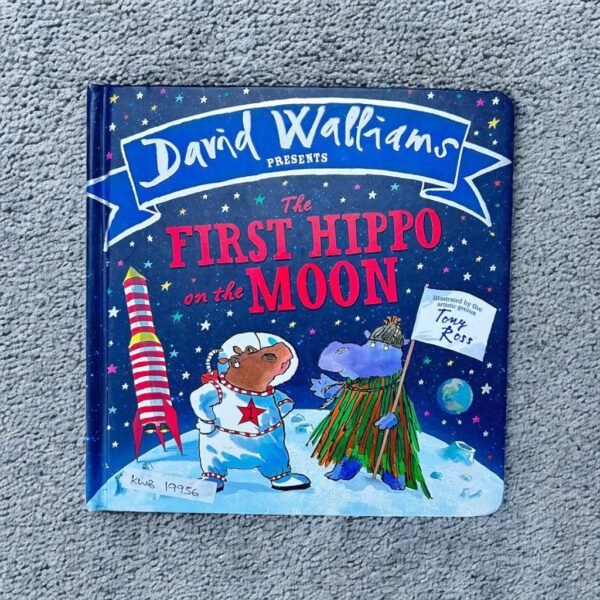 David Walliams
PRESENTS
The
FIRST HIPPO
on the MOON
illustrated by the
artistic genius
Tony
Ross
KWB 19956